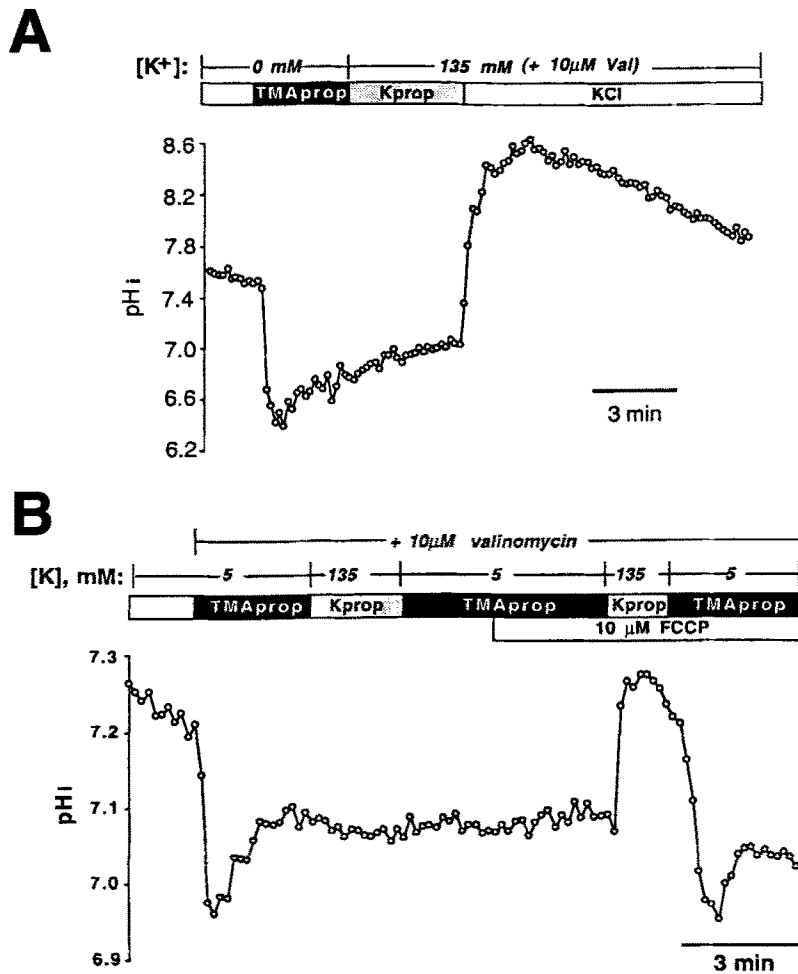 A
[K+]: 0 mM 135 mM (+ 10µM Val)
TMAprop Kprop KCl
8.6
8.2
7.8
7.4
7.0
6.6
6.2
pHi
3 min
B
+ 10µM valinomycin
[K], mM: 5 135 5 135 5
TMAprop Kprop TMAprop Kprop TMAprop
10 µM FCCP
7.3
7.2
7.1
7.0
6.9
pHi
3 min